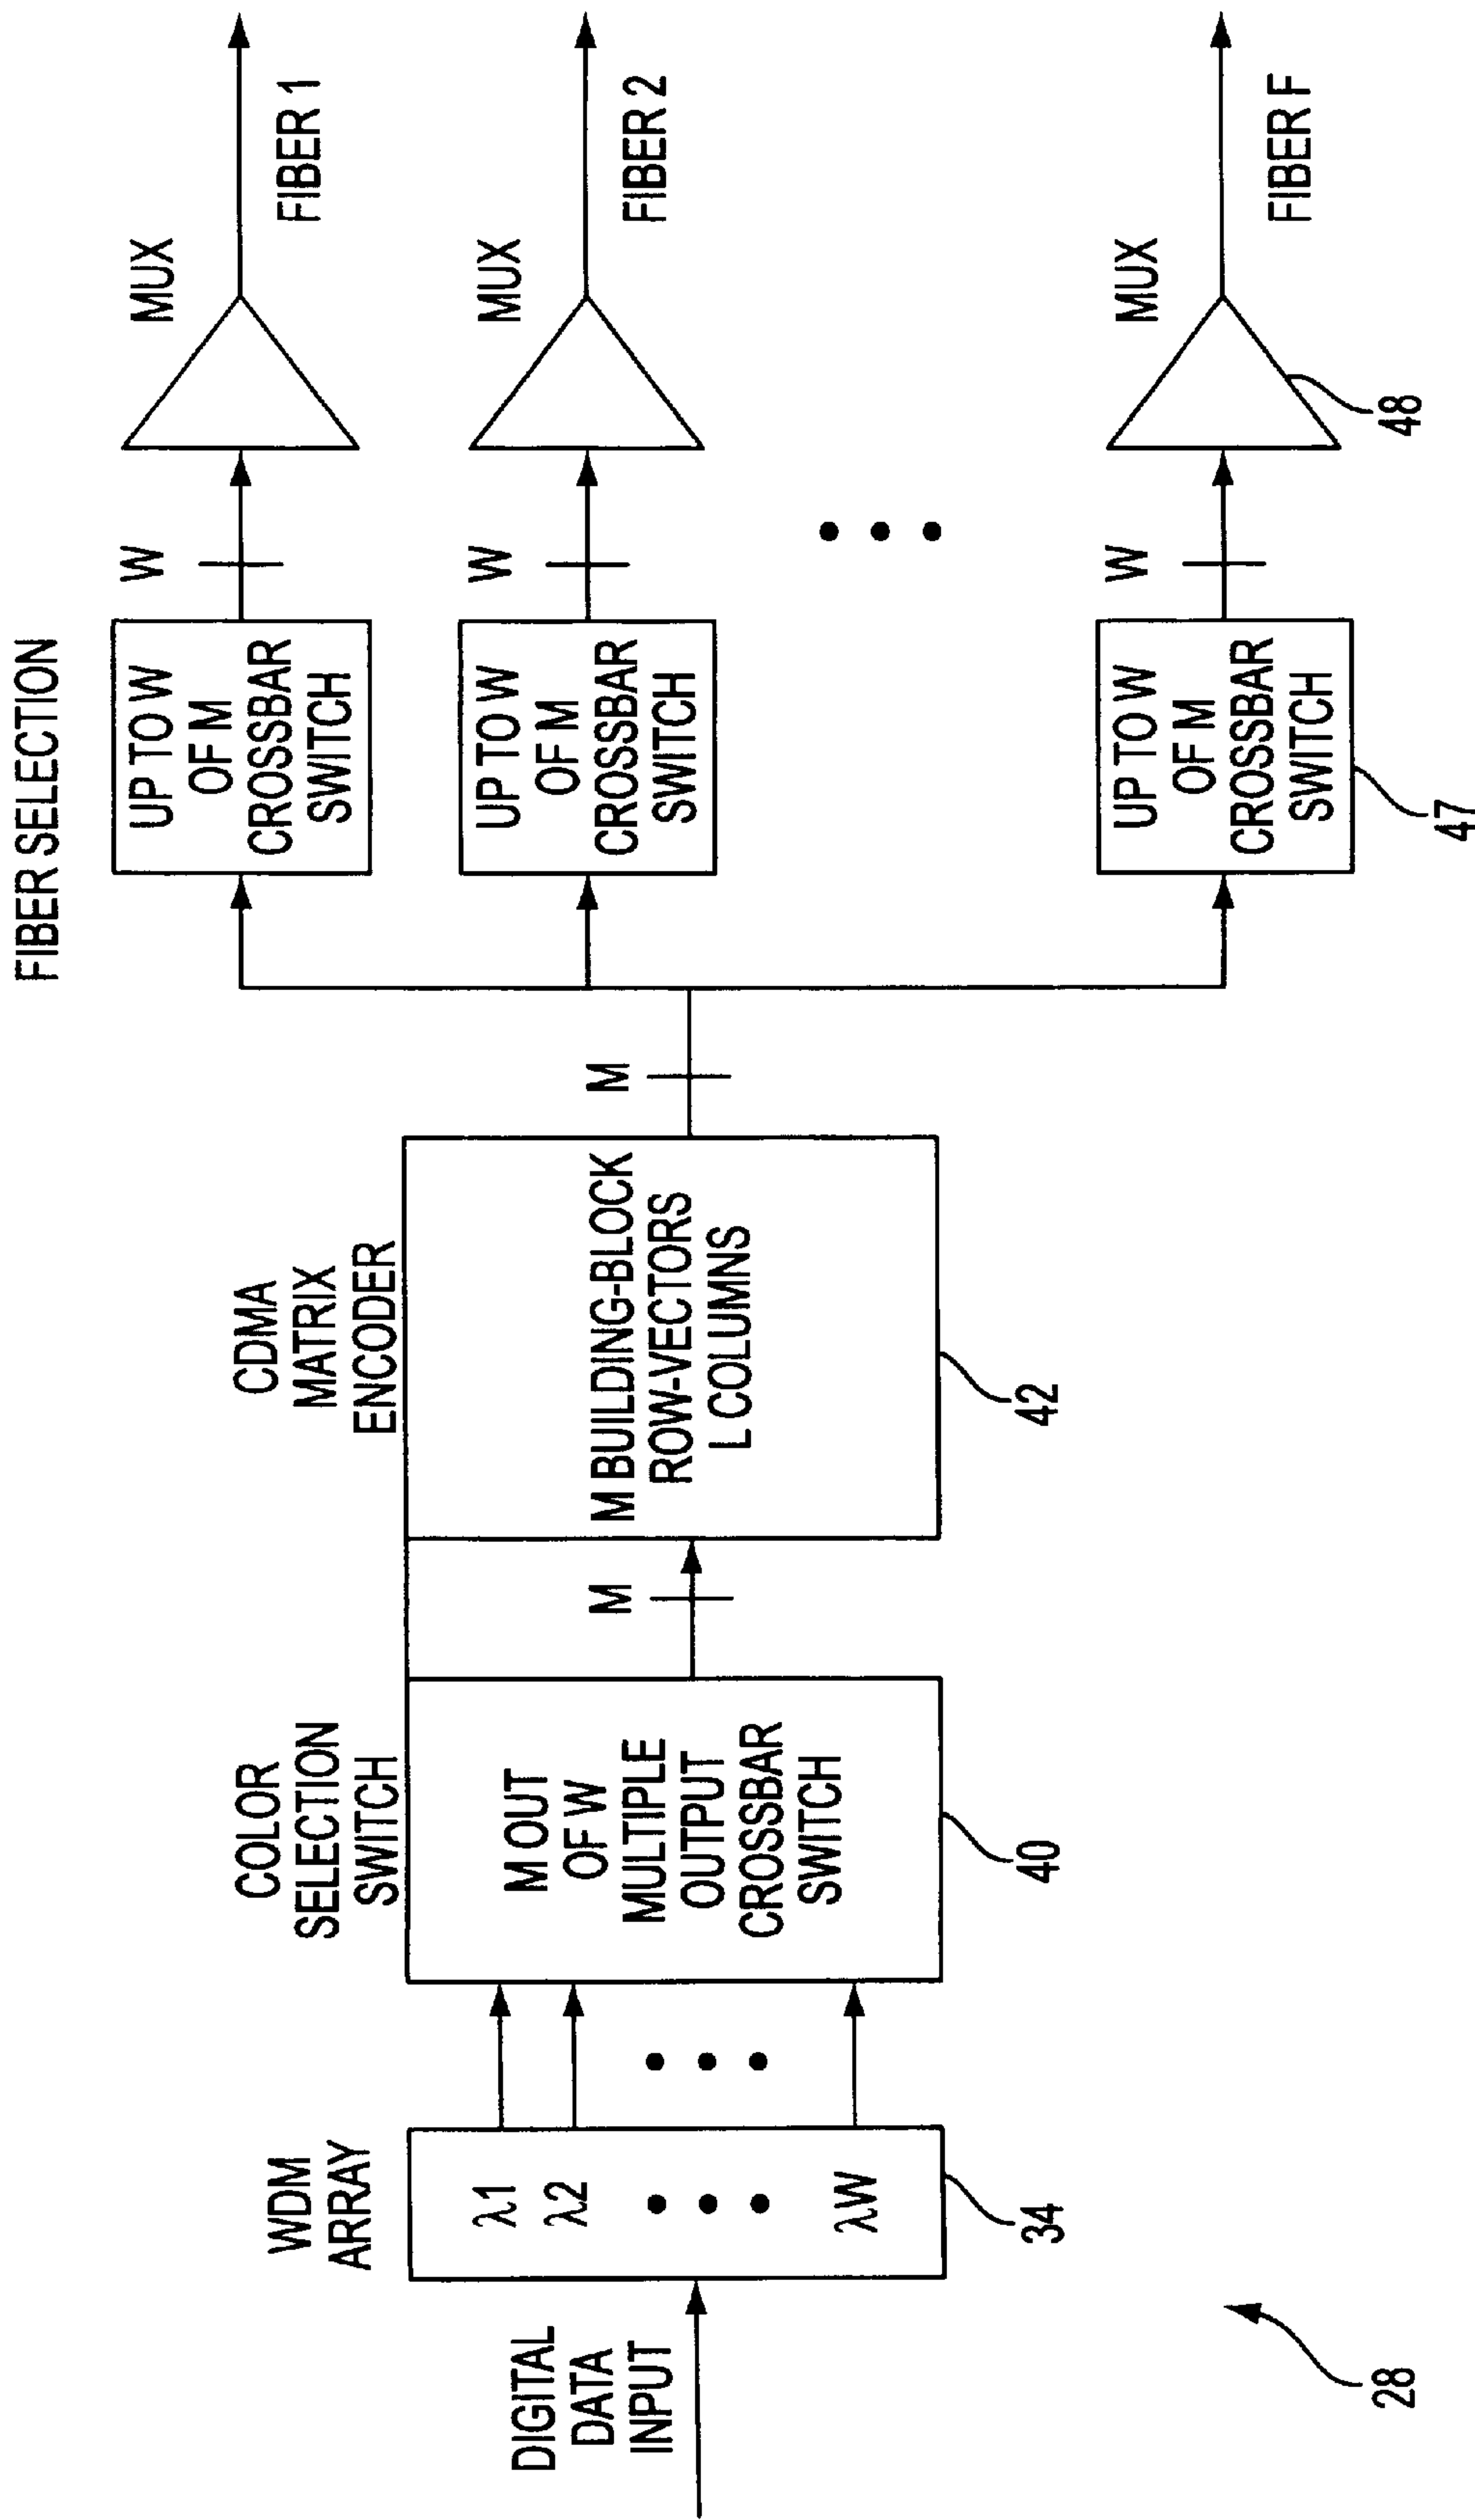 FIBER SELECTION
DIGITAL
DATA
INPUT
WDM
ARRAY
λ1
λ2
λW
34
COLOR
SELECTION
SWITCH
M OUT
OF W
MULTIPLE
OUTPUT
CROSSBAR
SWITCH
40
M
CDMA
MATRIX
ENCODER
M BUILDING-BLOCK
ROW-VECTORS
L COLUMNS
42
M
UP TO W
OF M
CROSSBAR
SWITCH
W
MUX
FIBER 1
UP TO W
OF M
CROSSBAR
SWITCH
W
MUX
FIBER 2
UP TO W
OF M
CROSSBAR
SWITCH
47
W
MUX
48
FIBER F
28